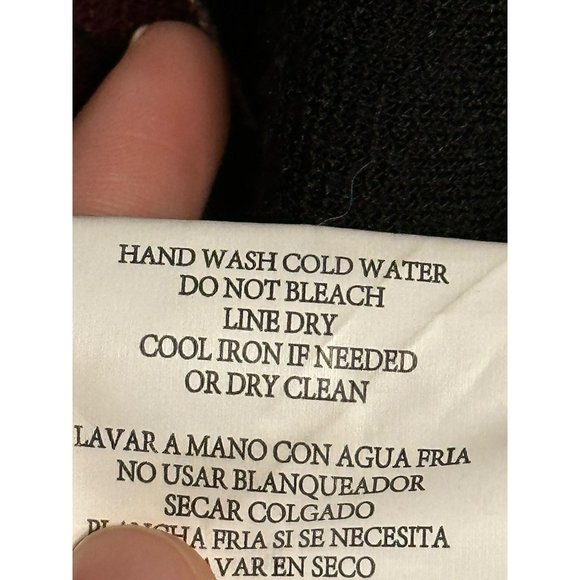 HAND WASH COLD WATER
DO NOT BLEACH
LINE DRY
COOL IRON IF NEEDED
OR DRY CLEAN
LAVAR A MANO CON AGUA FRIA
NO USAR BLANQUEADOR
SECAR COLGADO
PLANCHA FRIA SI SE NECESITA
EN SECO